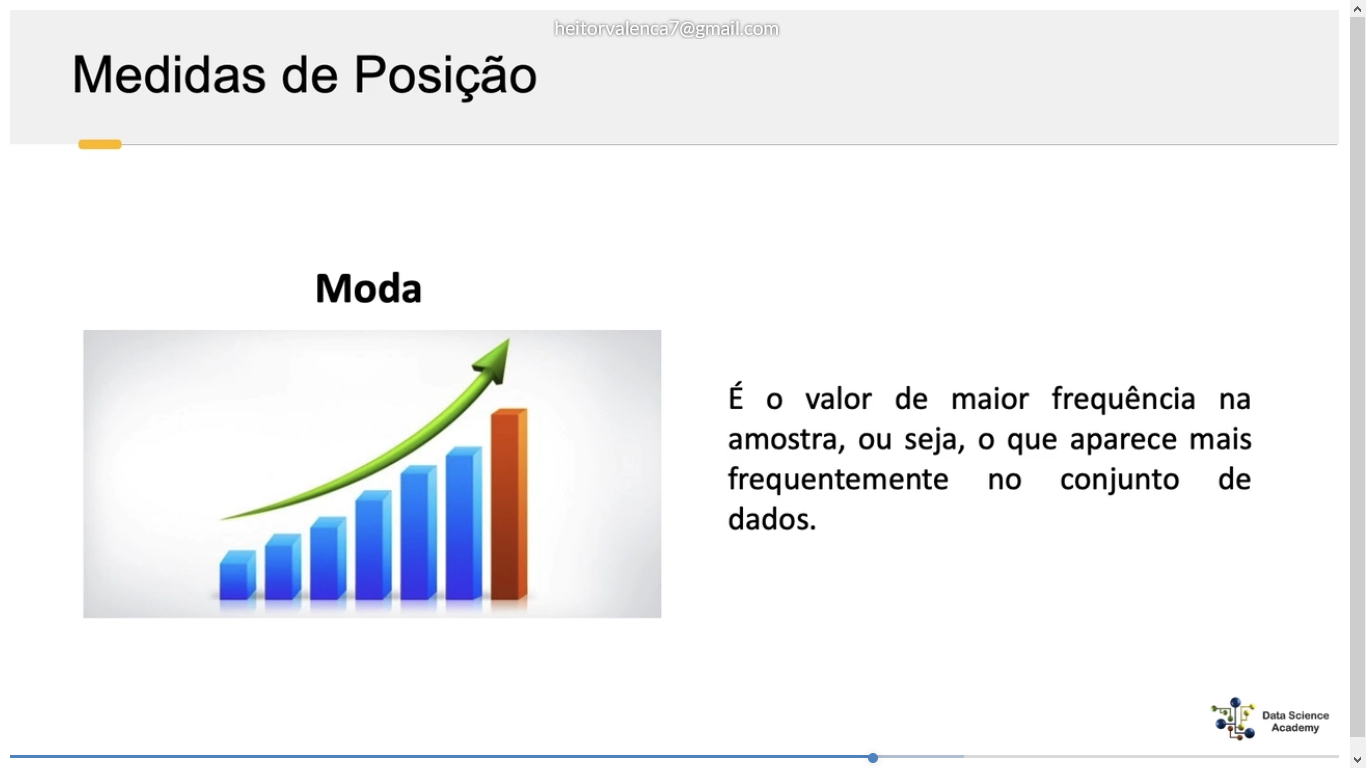 heitorvalenca7@gmail.com
Medidas de Posição
Moda
É o valor de maior frequência na
amostra, ou seja, o que aparece mais
frequentemente no conjunto de
dados.
Data Science
Academy